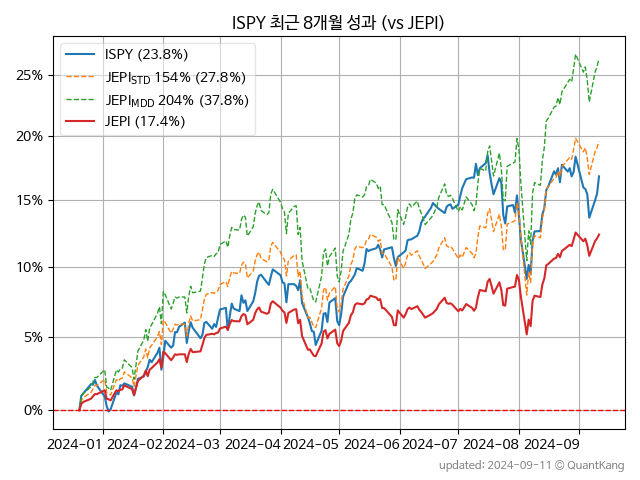 ISPY 최근 8개월 성과 (vs JEPI)
ISPY (23.8%)
JEPI_STD 154% (27.8%)
JEPI_MDD 204% (37.8%)
JEPI (17.4%)
25%
20%
15%
10%
5%
0%
2024-01 2024-02 2024-03 2024-04 2024-05 2024-06 2024-07 2024-08 2024-09
updated: 2024-09-11 © QuantKang